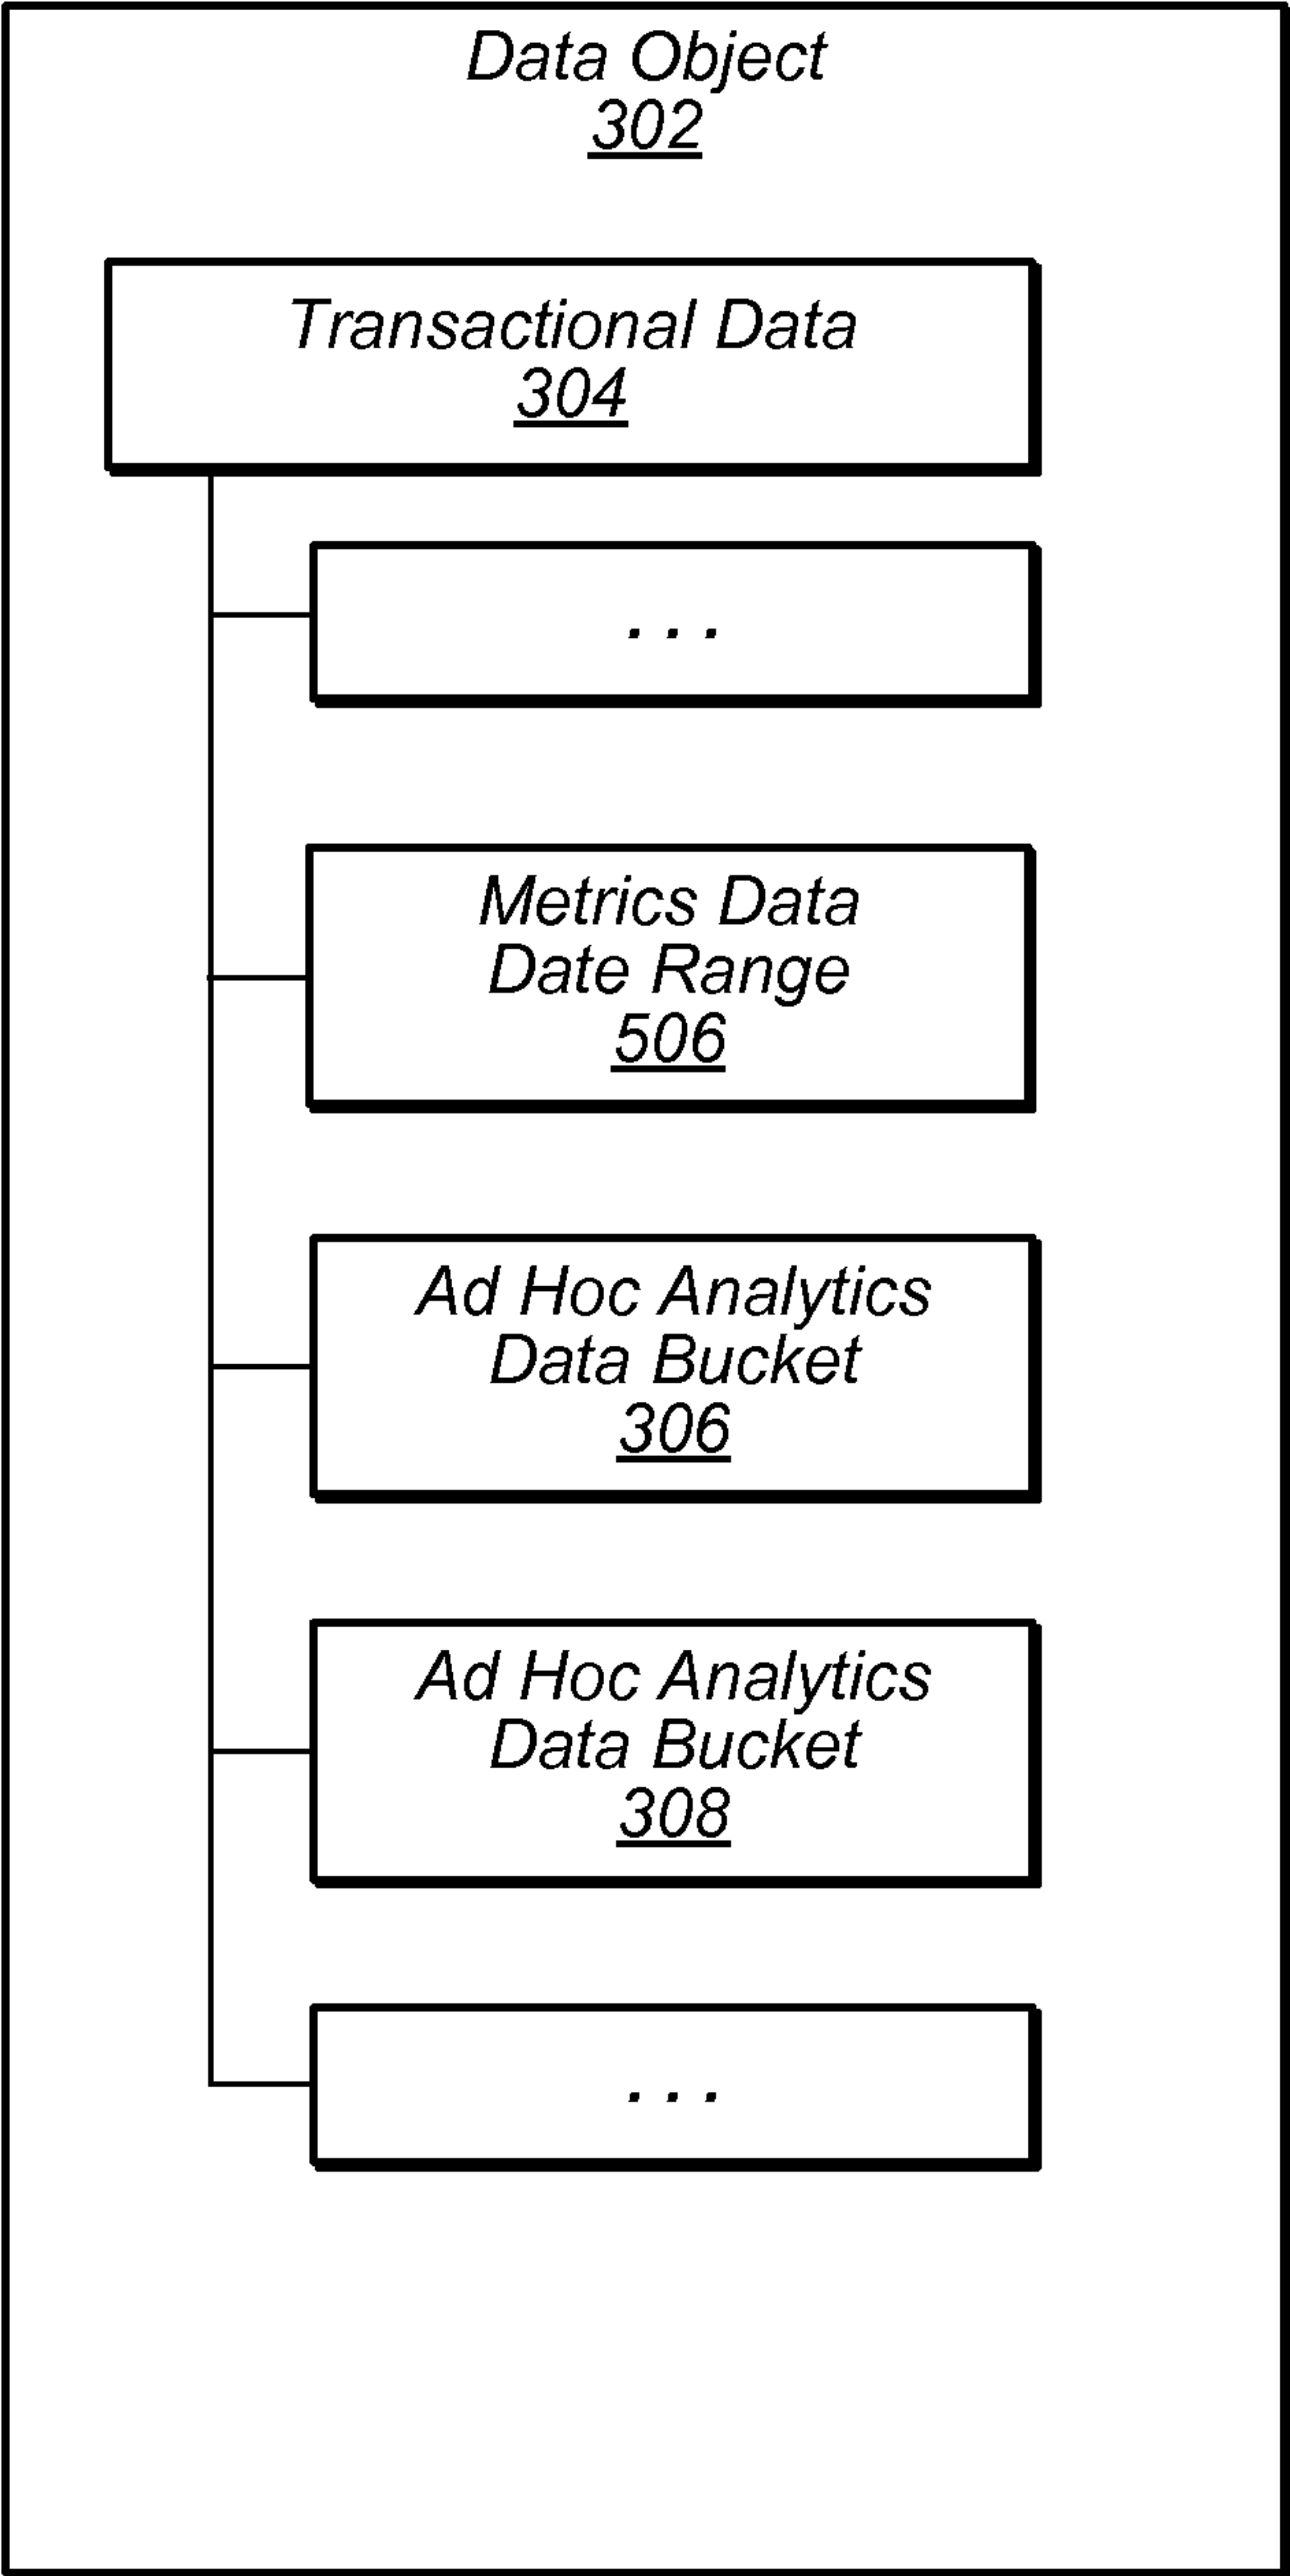 Data Object
302
Transactional Data
304
. . .
Metrics Data
Date Range
506
Ad Hoc Analytics
Data Bucket
306
Ad Hoc Analytics
Data Bucket
308
. . .